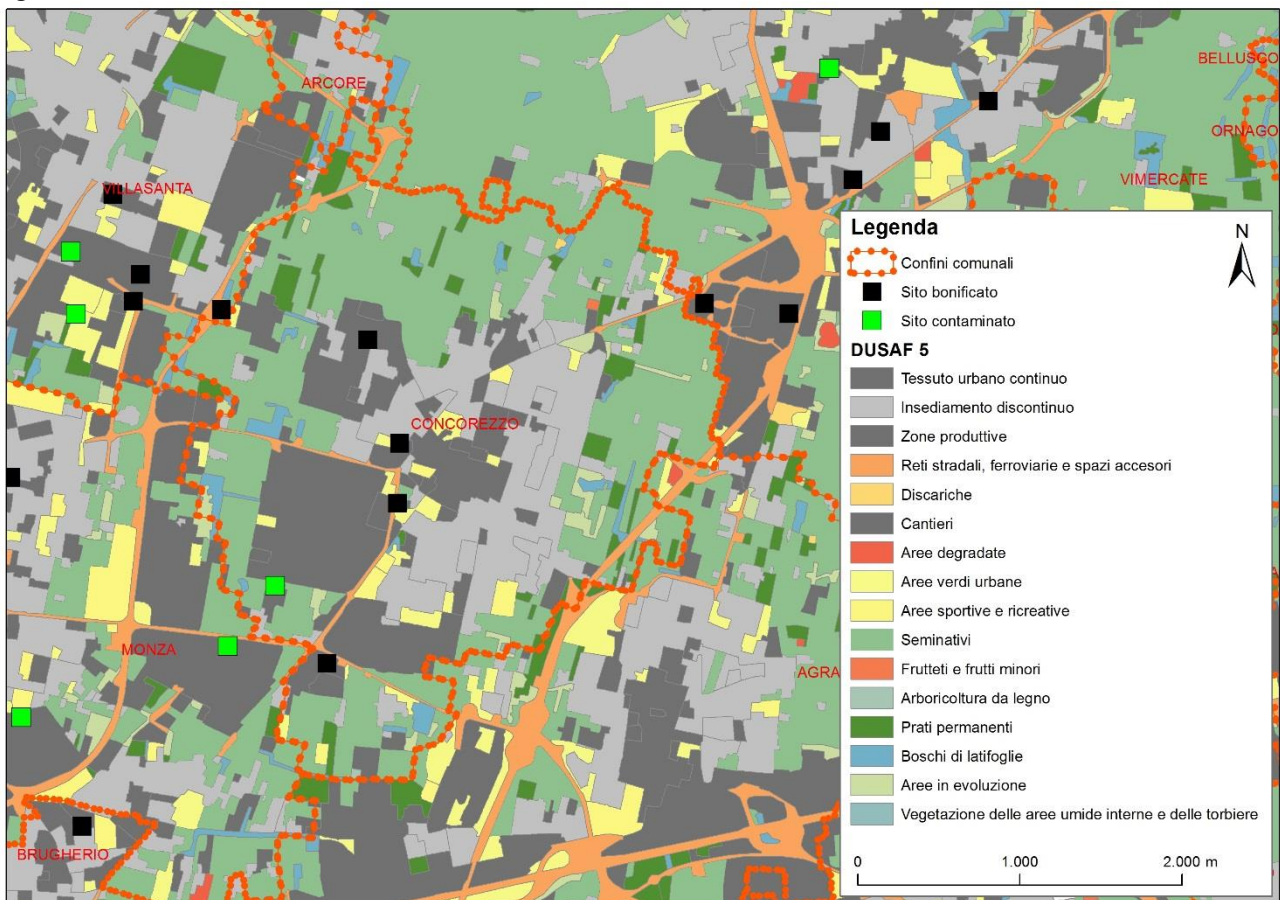 ARCORE
BELLUSCO
ORNAGO
VILLASANTA
VIMERCATE
CONCOREZZO
MONZA
AGRA
BRUGHERIO
Legenda
N
Confini comunali
Sito bonificato
Sito contaminato
DUSAF 5
Tessuto urbano continuo
Insediamento discontinuo
Zone produttive
Reti stradali, ferroviarie e spazi accesori
Discariche
Cantieri
Aree degradate
Aree verdi urbane
Aree sportive e ricreative
Seminativi
Frutteti e frutti minori
Arboricoltura da legno
Prati permanenti
Boschi di latifoglie
Aree in evoluzione
Vegetazione delle aree umide interne e delle torbiere
0 1.000 2.000 m